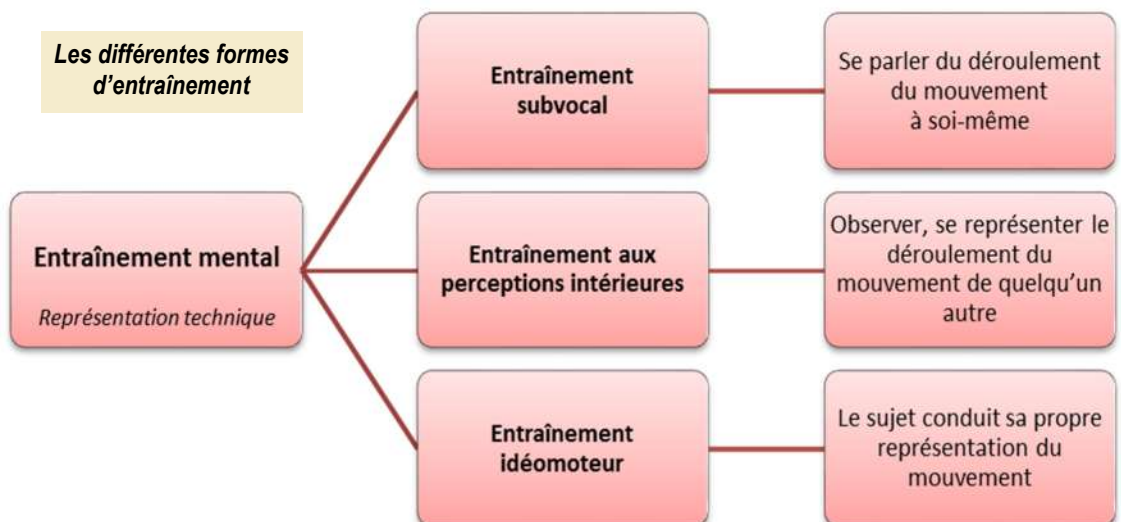 Les différentes formes
d'entraînement
Entraînement mental
Représentation technique
Entraînement
subvocal
Se parler du déroulement
du mouvement
à soi-même
Entraînement aux
perceptions intérieures
Observer, se représenter le
déroulement du
mouvement de quelqu'un
autre
Entraînement
idéomoteur
Le sujet conduit sa propre
représentation du
mouvement